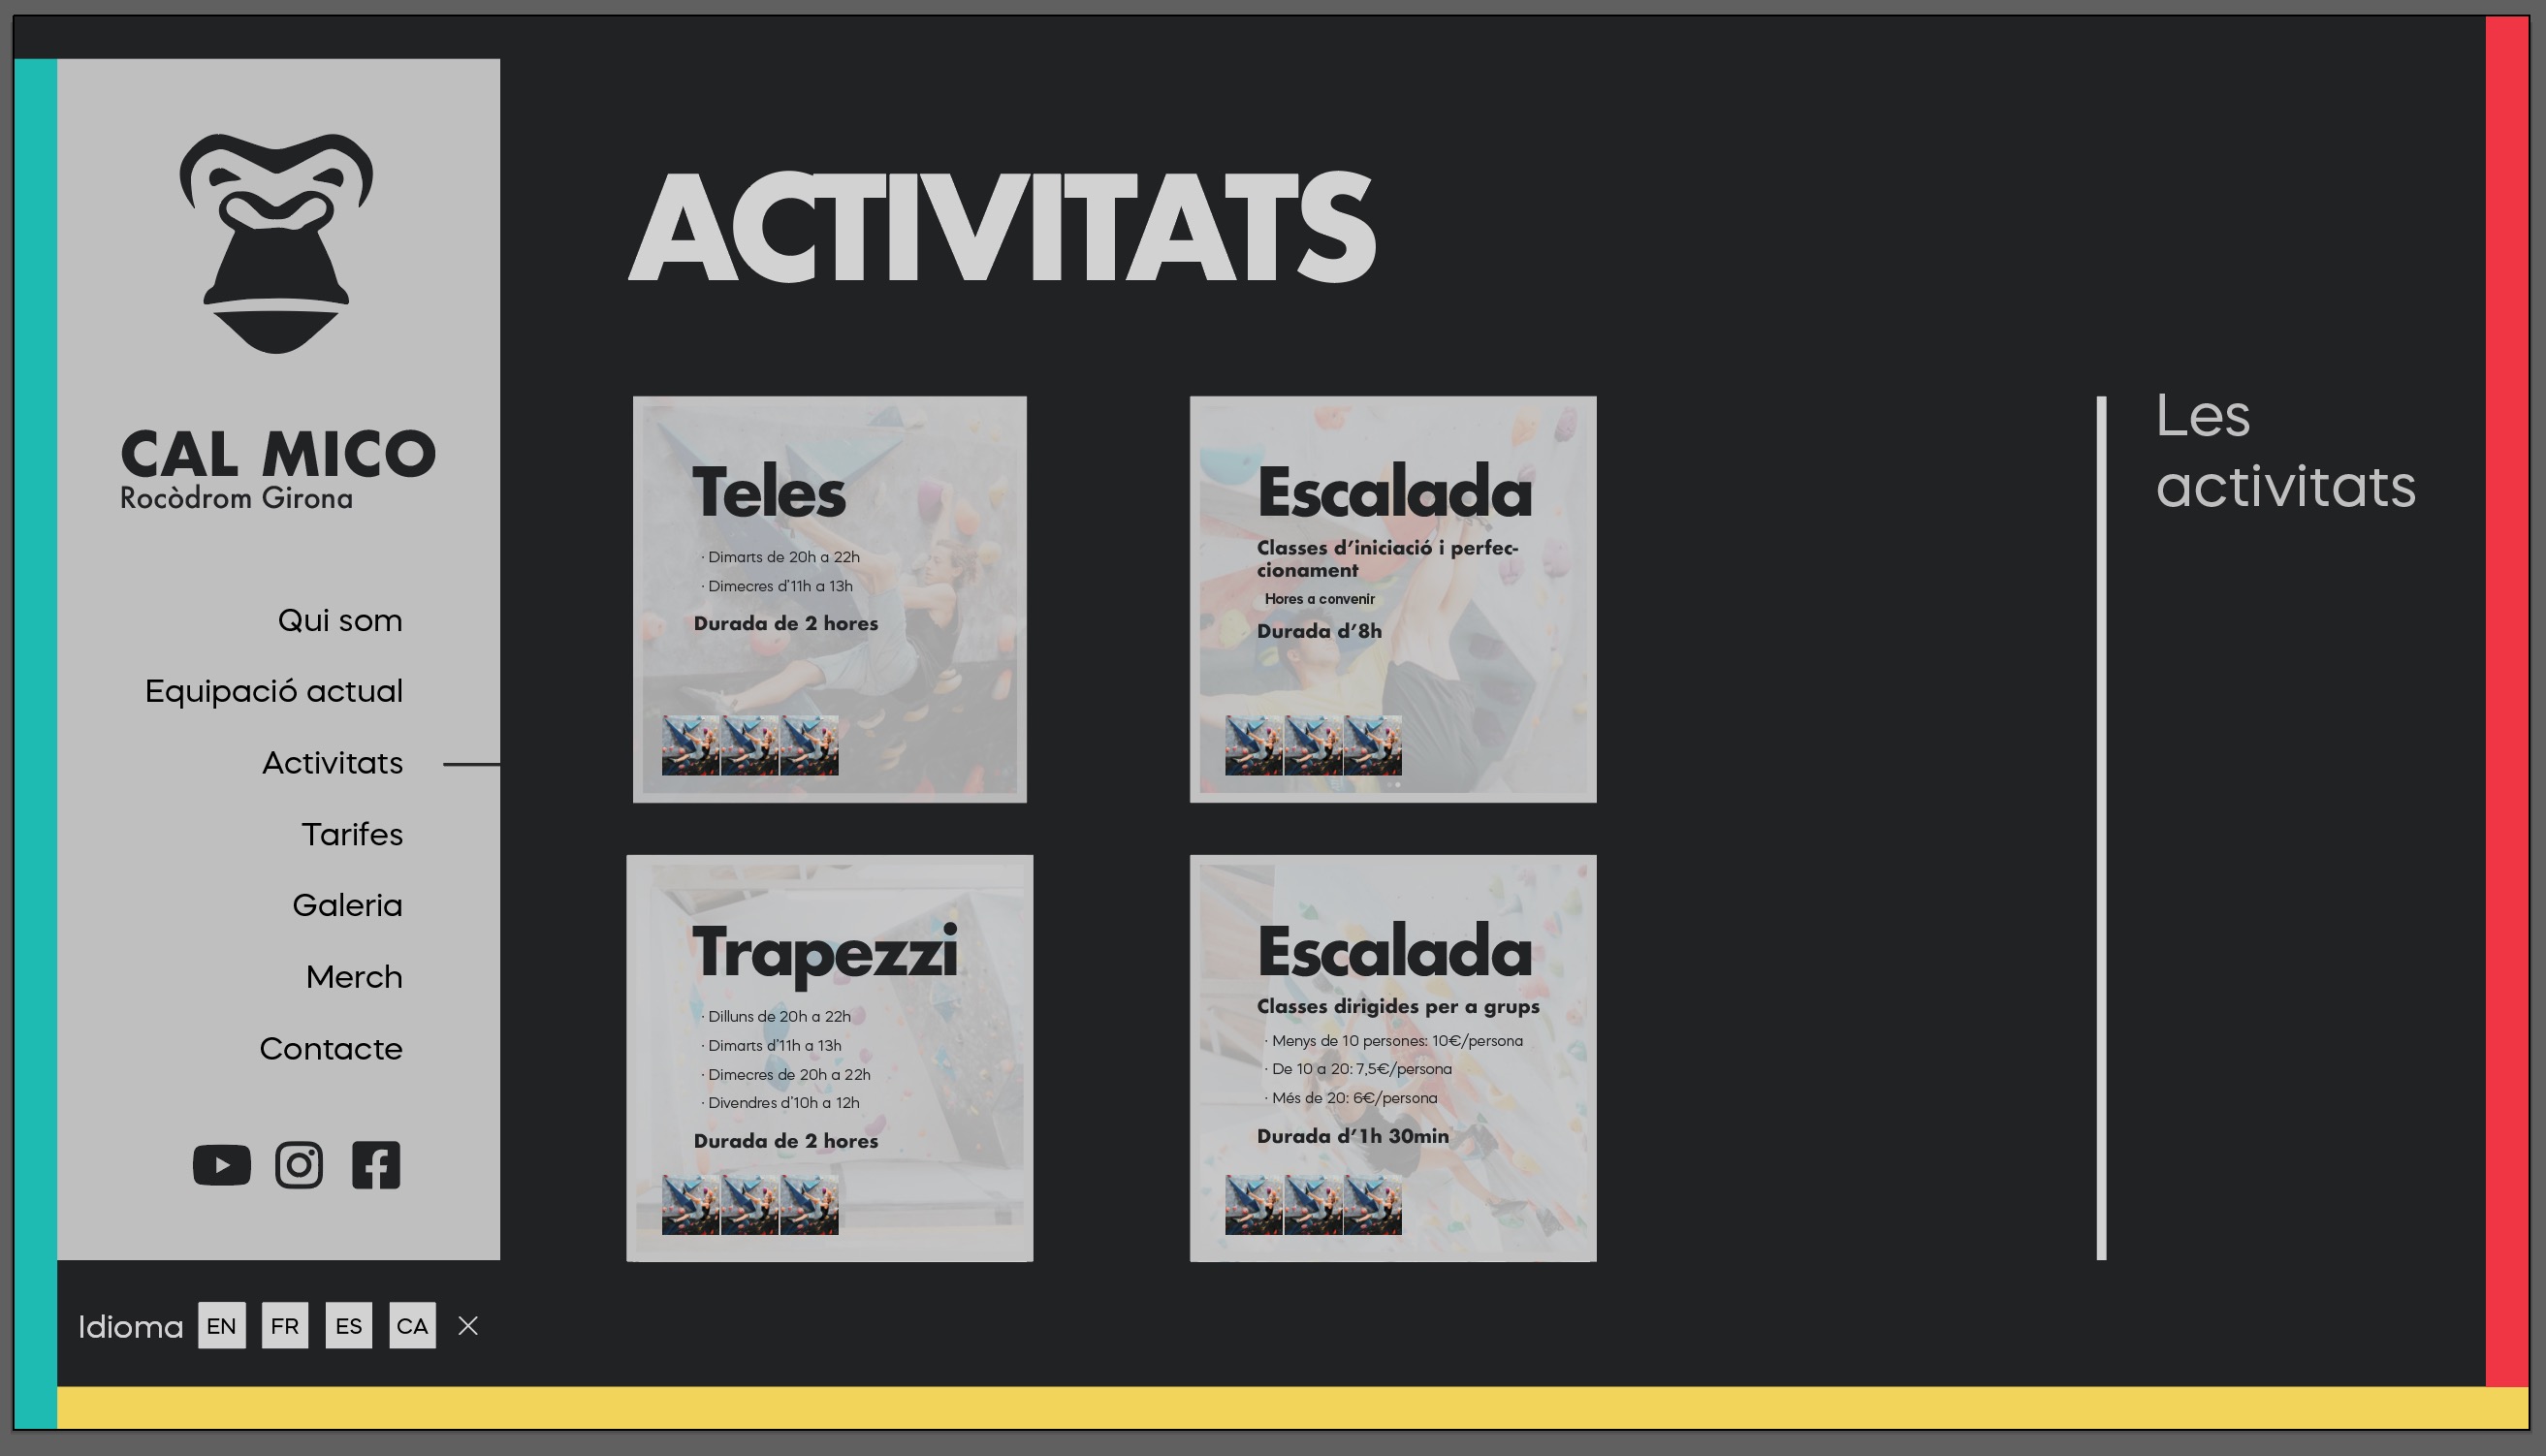 CAL MICO
Rocòdrom Girona
Qui som
Equipació actual
Activitats
Tarifes
Galeria
Merch
Contacte
Idioma EN FR ES CA
ACTIVITATS
Teles
· Dimarts de 20h a 22h
· Dimecres d'11h a 13h
Durada de 2 hores
Escalada
Classes d'iniciació i perfec-
cionament
Hores a convenir
Durada d'8h
Trapezzi
· Dilluns de 20h a 22h
· Dimarts d'11h a 13h
· Dimecres de 20h a 22h
· Divendres d'10h a 12h
Durada de 2 hores
Escalada
Classes dirigides per a grups
· Menys de 10 persones: 10€/persona
· De 10 a 20: 7,5€/persona
· Més de 20: 6€/persona
Durada d'1h 30min
Les
activitats